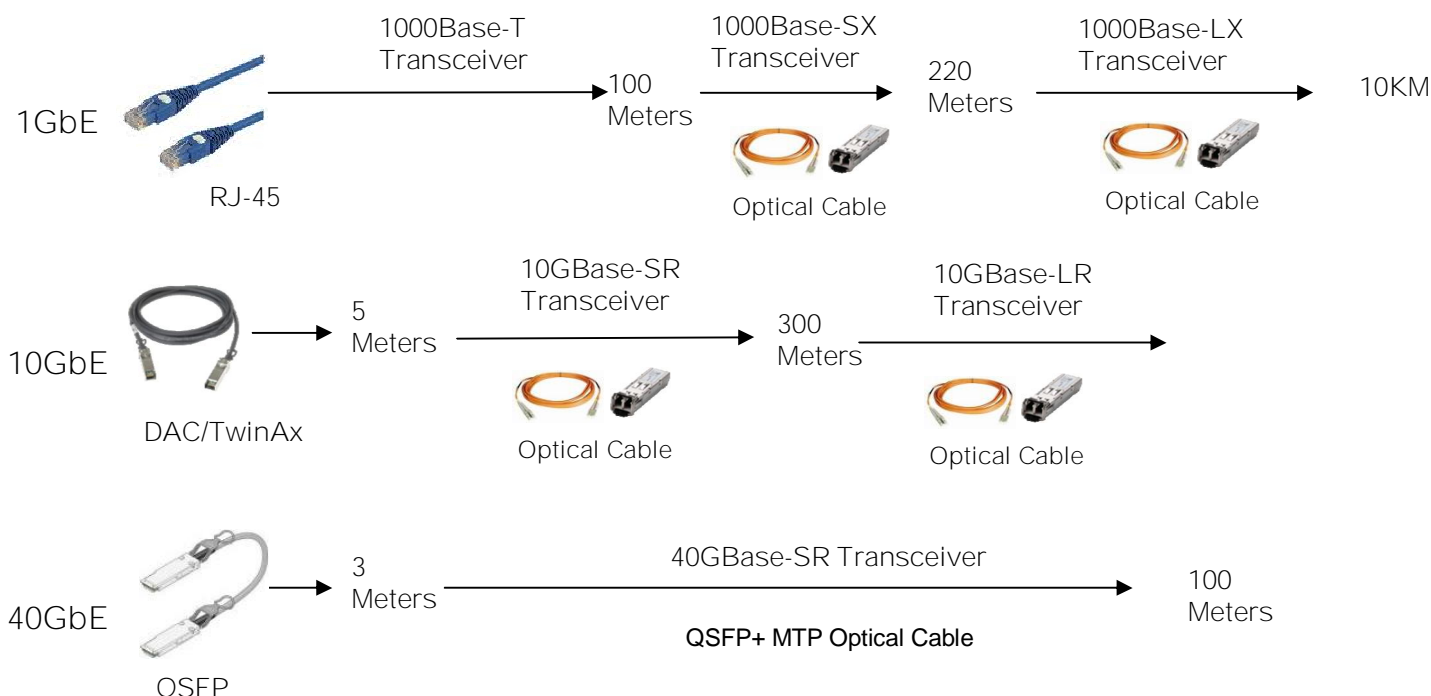 1000Base-T
Transceiver
1000Base-SX
Transceiver
1000Base-LX
Transceiver
1GbE
100
Meters
220
Meters
10KM
RJ-45
Optical Cable
Optical Cable
10GBase-SR
Transceiver
10GBase-LR
Transceiver
10GbE
5
Meters
300
Meters
DAC/TwinAx
Optical Cable
Optical Cable
40GbE
3
Meters
40GBase-SR Transceiver
100
Meters
QSFP+ MTP Optical Cable
QSFP